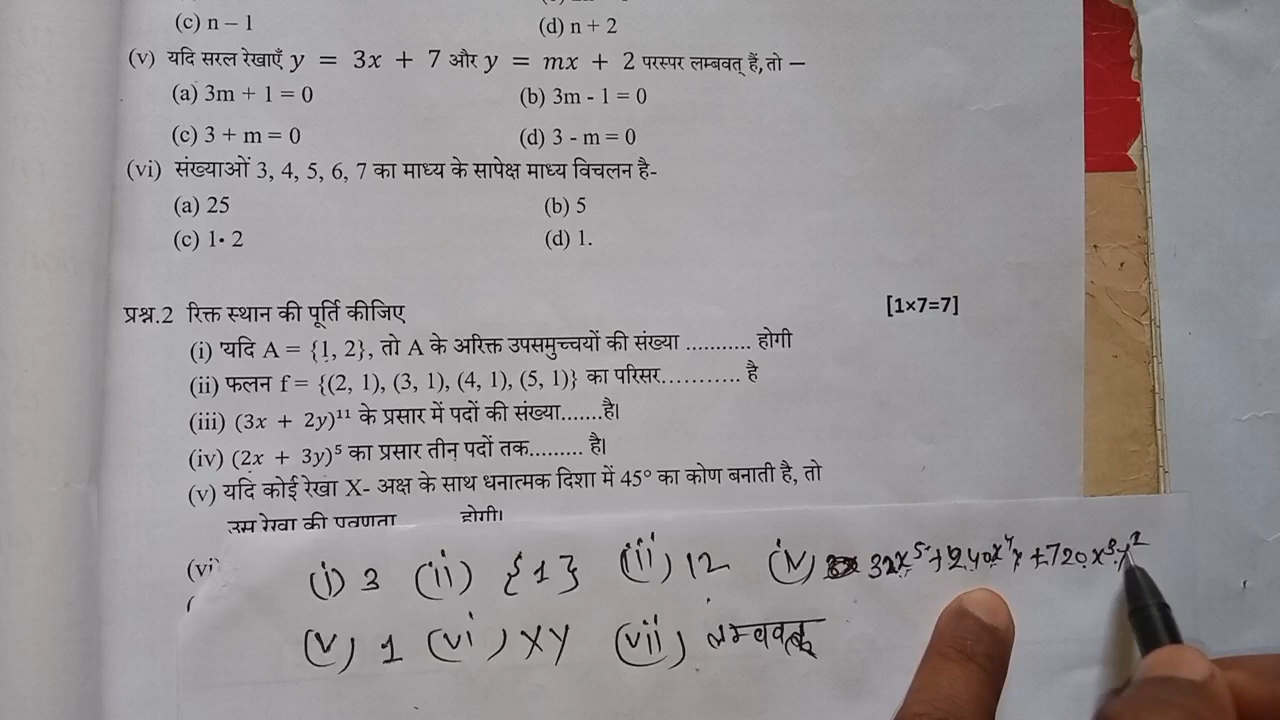 (c) n – 1 (d) n + 2
(v) यदि सरल रेखाएँ y = 3x + 7 और y = mx + 2 परस्पर लम्बवत् हैं, तो –
(a) 3m + 1 = 0 (b) 3m - 1 = 0
(c) 3 + m = 0 (d) 3 - m = 0
(vi) संख्याओं 3, 4, 5, 6, 7 का माध्य के सापेक्ष माध्य विचलन है-
(a) 25 (b) 5
(c) 1• 2 (d) 1.
प्रश्न.2 रिक्त स्थान की पूर्ति कीजिए [1×7=7]
(i) 'यदि A = {1, 2}, तो A के अरिक्त उपसमुच्चयों की संख्या ........... होगी
(ii) फलन f = {(2, 1), (3, 1), (4, 1), (5, 1)} का परिसर............ है
(iii) (3x + 2y)¹¹ के प्रसार में पदों की संख्या.......है।
(iv) (2x + 3y)⁵ का प्रसार तीन पदों तक......... है।
(v) यदि कोई रेखा X- अक्ष के साथ धनात्मक दिशा में 45° का कोण बनाती है, तो
उस रेखा की प्रवणता होगी।
(vi)
(i) 3 (ii) {1} (iii) 12 (iv) 32x⁵ + 240x⁴y + 720x³y²
(v) 1 (vi) XY (vii) लम्बवत्